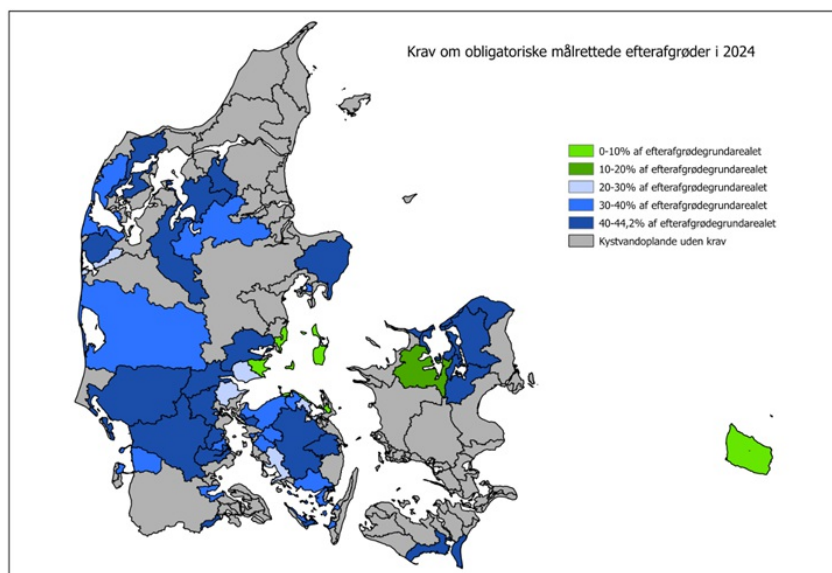 Krav om obligatoriske målrettede efterafgrøder i 2024
0-10% af efterafgrødegrundarealet
10-20% af efterafgrødegrundarealet
20-30% af efterafgrødegrundarealet
30-40% af efterafgrødegrundarealet
40-44,2% af efterafgrødegrundarealet
Kystvandoplande uden krav